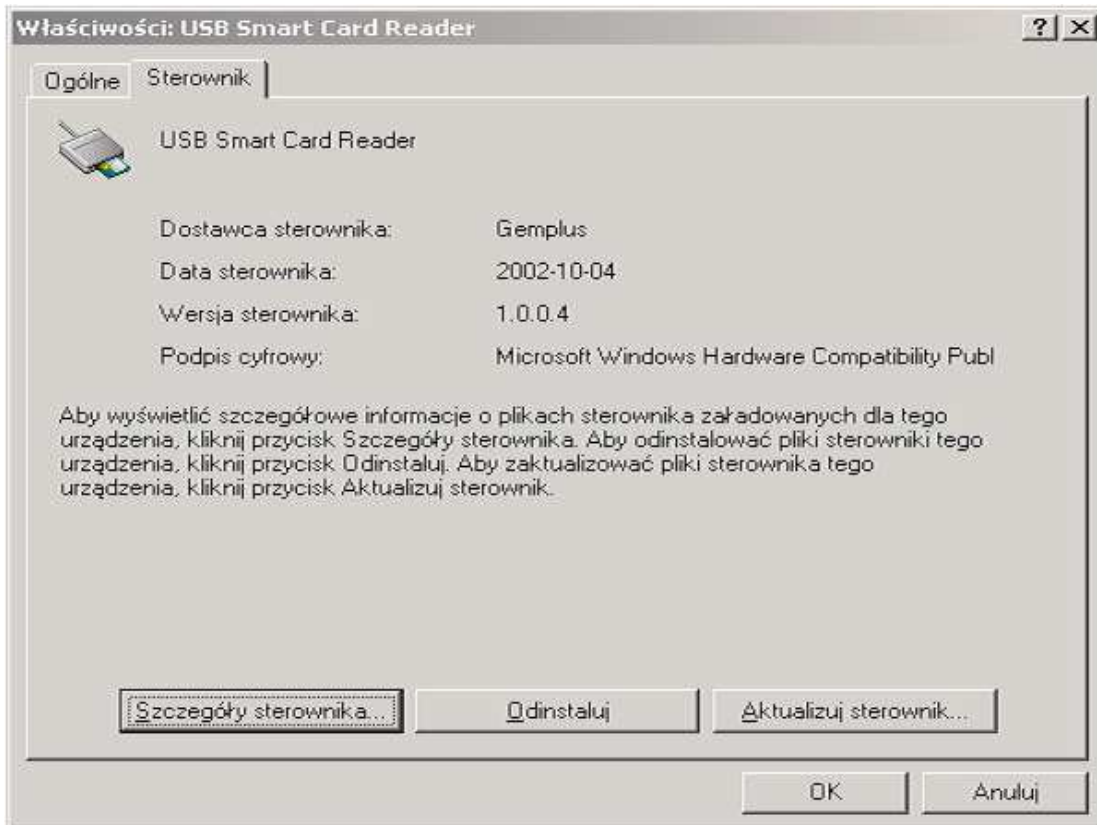 Właściwości: USB Smart Card Reader
Ogólne
Sterownik
USB Smart Card Reader
Dostawca sterownika: Gemplus
Data sterownika: 2002-10-04
Wersja sterownika: 1.0.0.4
Podpis cyfrowy: Microsoft Windows Hardware Compatibility Publ
Aby wyświetlić szczegółowe informacje o plikach sterownika załadowanych dla tego
urządzenia, kliknij przycisk Szczegóły sterownika. Aby odinstalować pliki sterowniki tego
urządzenia, kliknij przycisk Odinstaluj. Aby zaktualizować pliki sterownika tego
urządzenia, kliknij przycisk Aktualizuj sterownik.
Szczegóły sterownika... Odinstaluj Aktualizuj sterownik...
OK Anuluj